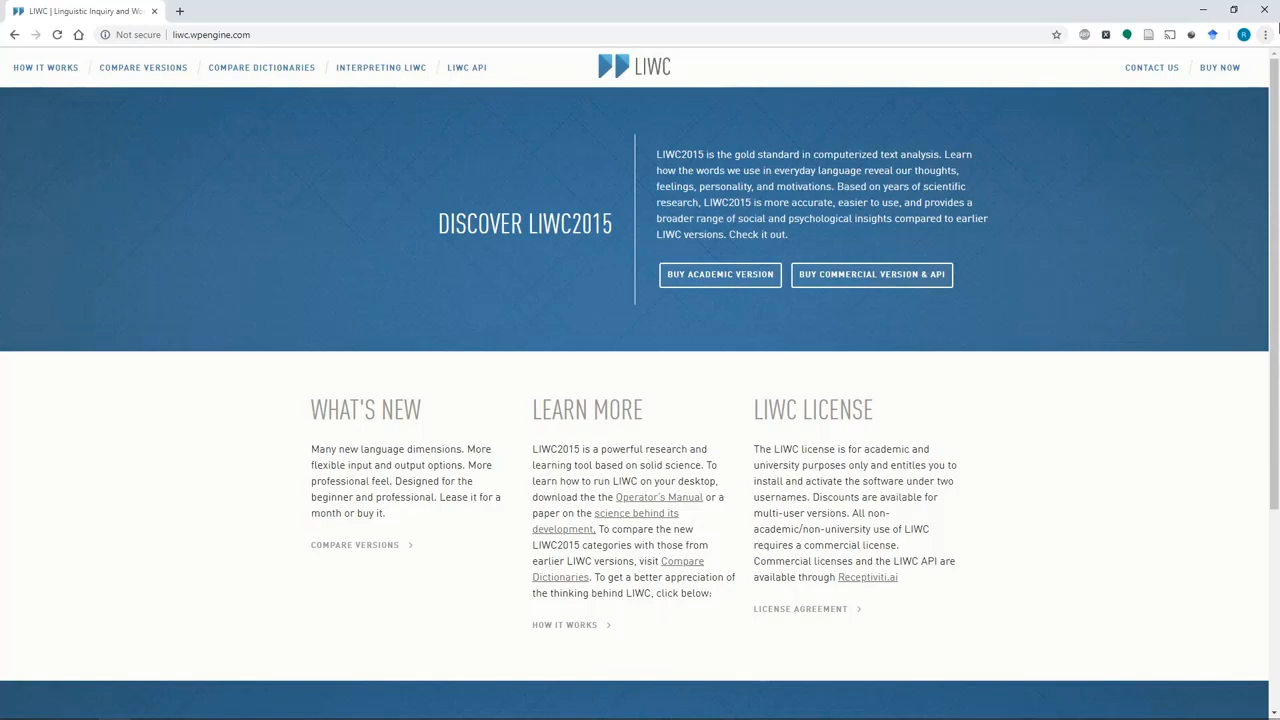 LIWC | Linguistic Inquiry and Wo
Not secure | liwc.wpengine.com
ABP
X
R
HOW IT WORKS / COMPARE VERSIONS / COMPARE DICTIONARIES / INTERPRETING LIWC / LIWC API
LIWC
CONTACT US / BUY NOW
DISCOVER LIWC2015
LIWC2015 is the gold standard in computerized text analysis. Learn
how the words we use in everyday language reveal our thoughts,
feelings, personality, and motivations. Based on years of scientific
research, LIWC2015 is more accurate, easier to use, and provides a
broader range of social and psychological insights compared to earlier
LIWC versions. Check it out.
BUY ACADEMIC VERSION
BUY COMMERCIAL VERSION & API
WHAT'S NEW
Many new language dimensions. More
flexible input and output options. More
professional feel. Designed for the
beginner and professional. Lease it for a
month or buy it.
COMPARE VERSIONS >
LEARN MORE
LIWC2015 is a powerful research and
learning tool based on solid science. To
learn how to run LIWC on your desktop,
download the the Operator's Manual or a
paper on the science behind its
development. To compare the new
LIWC2015 categories with those from
earlier LIWC versions, visit Compare
Dictionaries. To get a better appreciation of
the thinking behind LIWC, click below:
HOW IT WORKS >
LIWC LICENSE
The LIWC license is for academic and
university purposes only and entitles you to
install and activate the software under two
usernames. Discounts are available for
multi-user versions. All non-
academic/non-university use of LIWC
requires a commercial license.
Commercial licenses and the LIWC API are
available through Receptiviti.ai
LICENSE AGREEMENT >